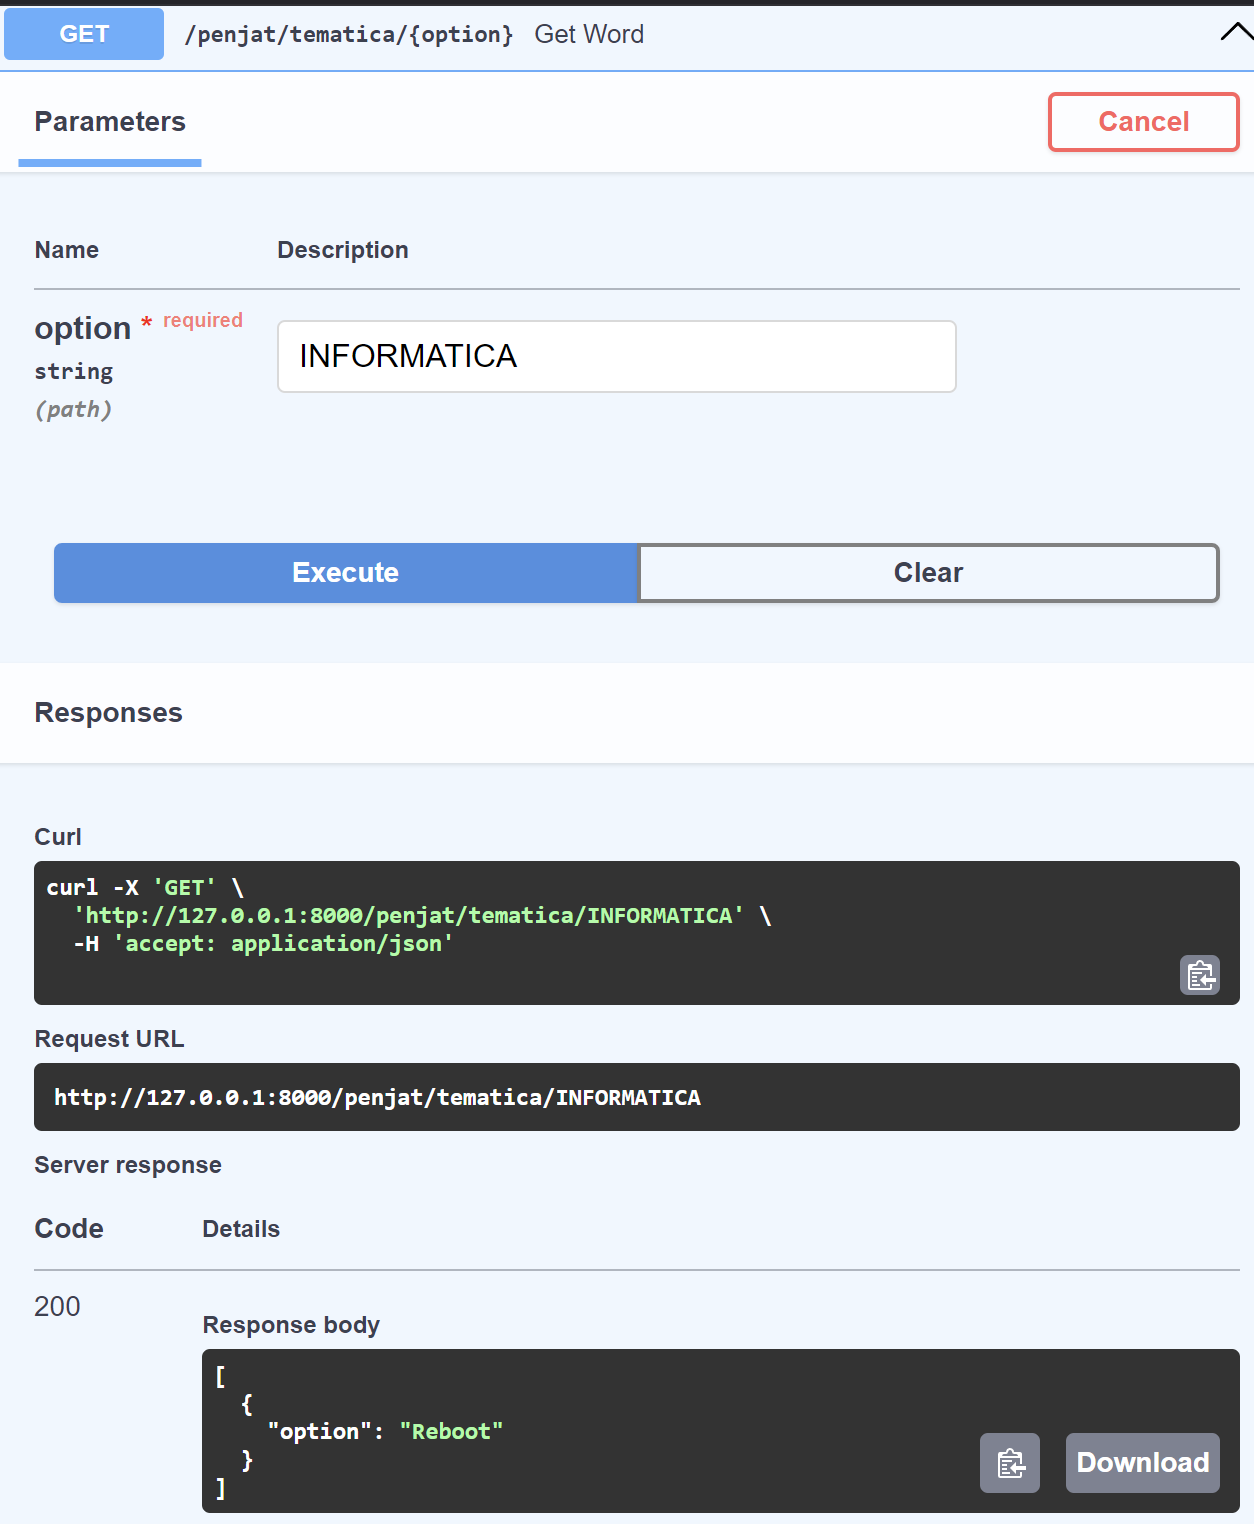 GET /penjat/tematica/{option} Get Word
Parameters
Cancel
Name Description
option * required
string
(path)
INFORMATICA
Execute
Clear
Responses
Curl
curl -X 'GET' \
  'http://127.0.0.1:8000/penjat/tematica/INFORMATICA' \
  -H 'accept: application/json'
Request URL
http://127.0.0.1:8000/penjat/tematica/INFORMATICA
Server response
Code Details
200
Response body
[
  {
    "option": "Reboot"
  }
]
Download